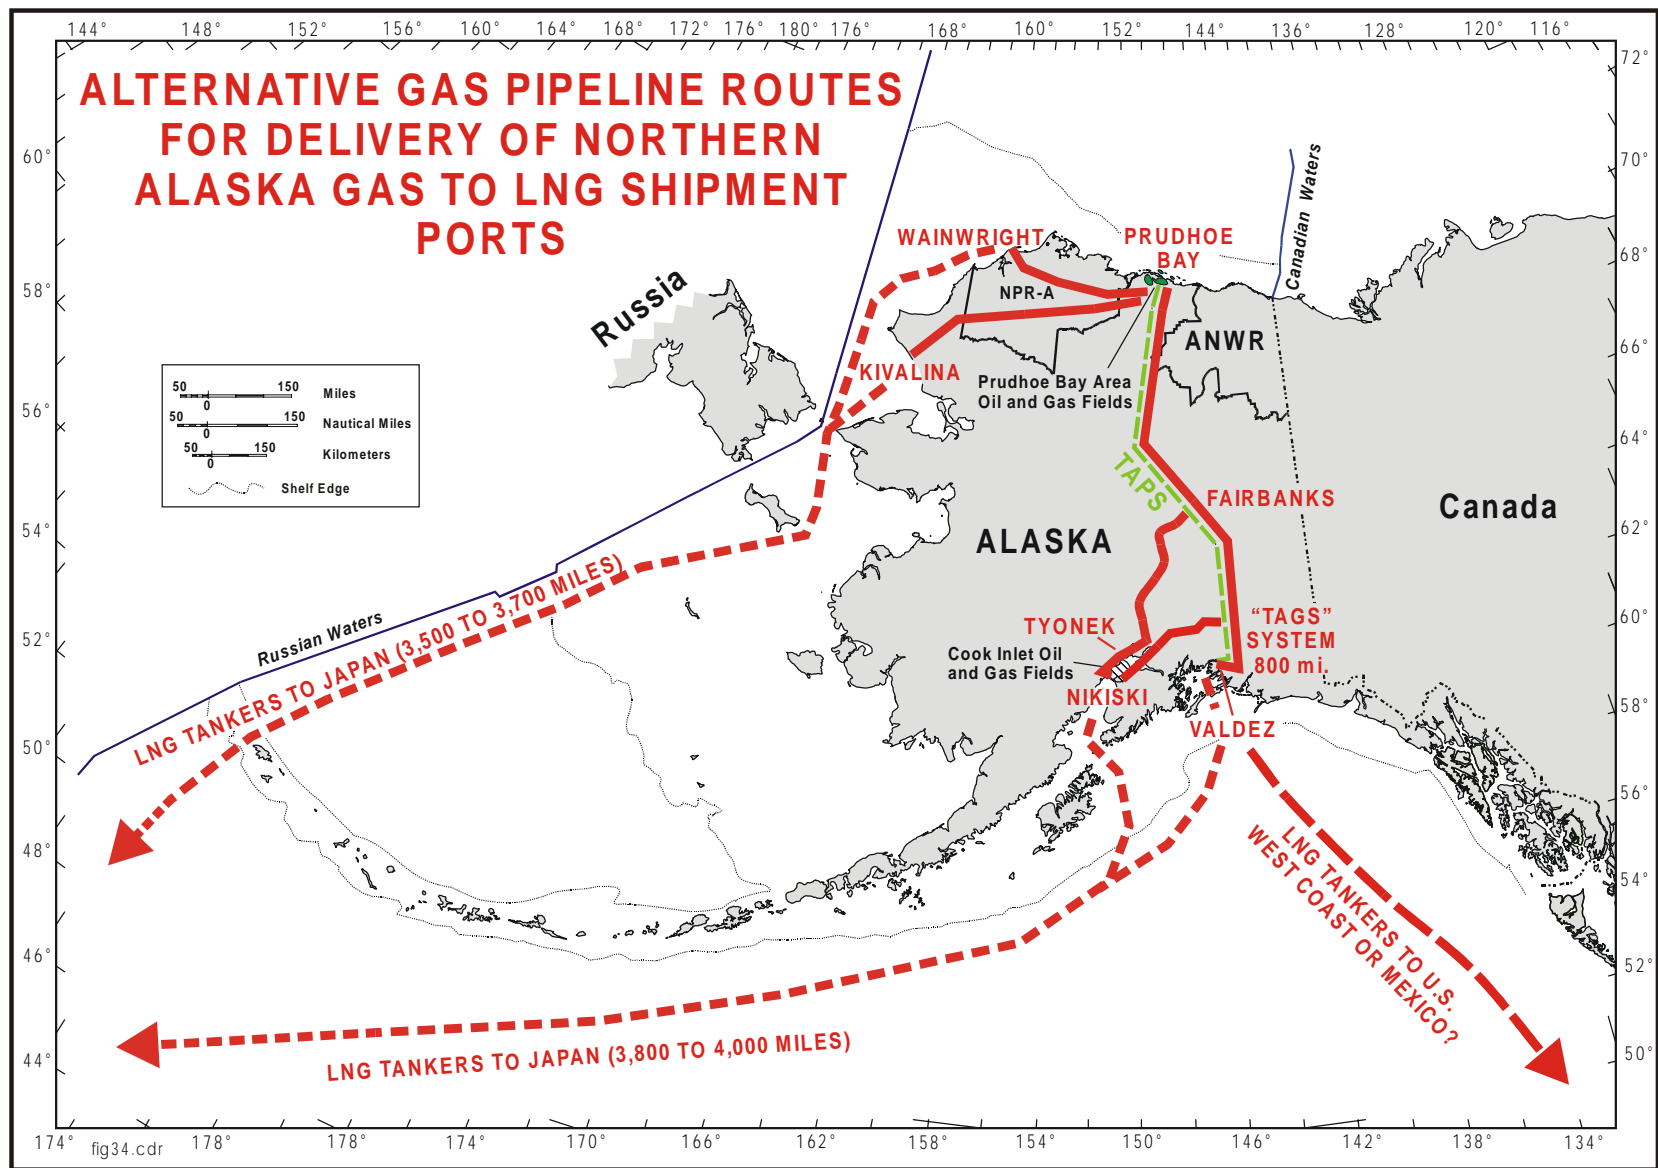 144° 148° 152° 156° 160° 164° 168° 172° 176° 180° 176° 168° 160° 152° 144° 136° 128° 120° 116°
ALTERNATIVE GAS PIPELINE ROUTES
FOR DELIVERY OF NORTHERN
ALASKA GAS TO LNG SHIPMENT
PORTS
72°
70°
68°
66°
64°
62°
60°
58°
56°
54°
52°
50°
60°
58°
56°
54°
52°
50°
48°
46°
44°
Canadian Waters
WAINWRIGHT
PRUDHOE
BAY
Russia
NPR-A
ANWR
KIVALINA
Prudhoe Bay Area
Oil and Gas Fields
50 150
0
Miles
50 150
0
Nautical Miles
50 150
0
Kilometers
Shelf Edge
TAPS
FAIRBANKS
Canada
ALASKA
Russian Waters
LNG TANKERS TO JAPAN (3,500 TO 3,700 MILES)
TYONEK
“TAGS”
SYSTEM
800 mi.
Cook Inlet Oil
and Gas Fields
NIKISKI
VALDEZ
LNG TANKERS TO U.S.
WEST COAST OR MEXICO?
LNG TANKERS TO JAPAN (3,800 TO 4,000 MILES)
174° 178° 178° 174° 170° 166° 162° 158° 154° 150° 146° 142° 138° 134°
fig34.cdr